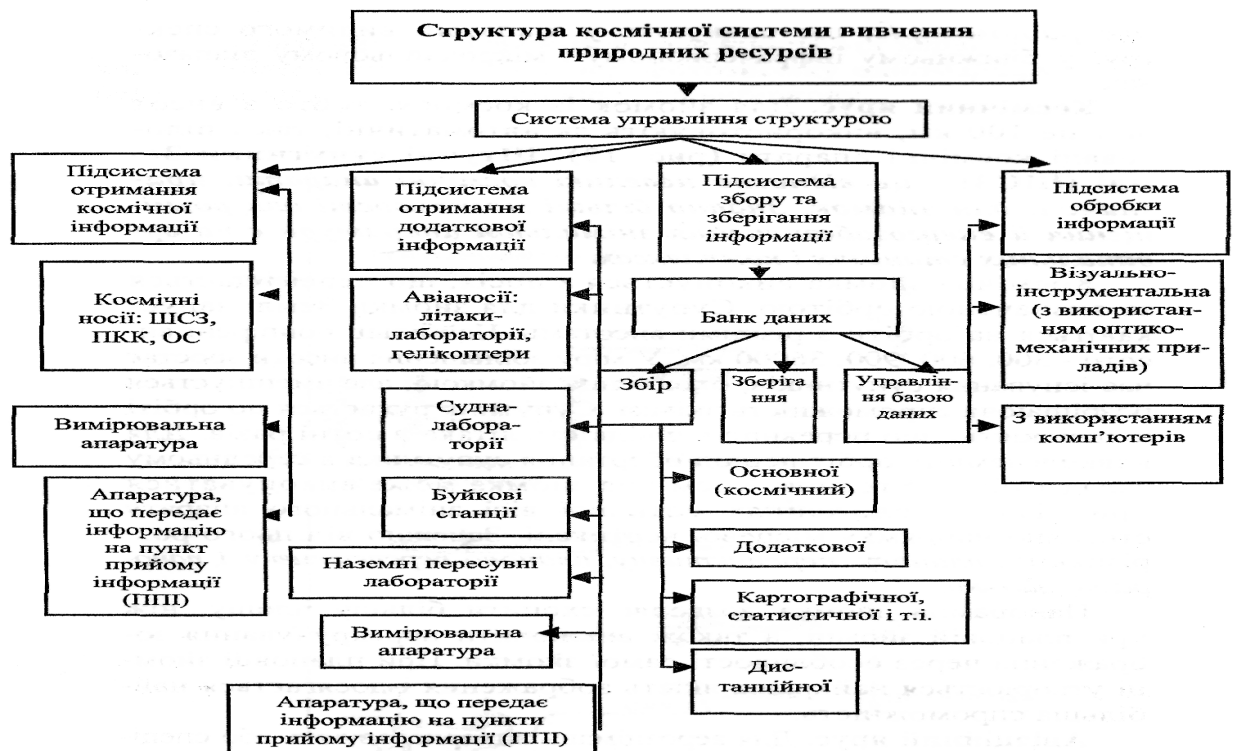 Структура космічної системи вивчення
природних ресурсів
Система управління структурою
Підсистема
отримання
космічної
інформації
Космічні
носії: ШСЗ,
ПКК, ОС
Вимірювальна
апаратура
Апаратура,
що передає
інформацію
на пункт
прийому
інформації
(ППІ)
Підсистема
отримання
додаткової
інформації
Авіаносії:
літаки-
лабораторії,
гелікоптери
Судна-
лабора-
торії
Буйкові
станції
Наземні пересувні
лабораторії
Вимірювальна
апаратура
Апаратура, що передає
інформацію на пункти
прийому інформації (ППІ)
Підсистема
збору та
зберігання
інформації
Банк даних
Збір
Зберіга
ння
Управлін-
ня базою
даних
Основної
(космічний)
Додаткової
Картографічної,
статистичної і т.і.
Дис-
танційної
Підсистема
обробки
інформації
Візуально-
інструментальна
(з використан-
ням оптико-
механічних при-
ладів)
З використанням
комп’ютерів